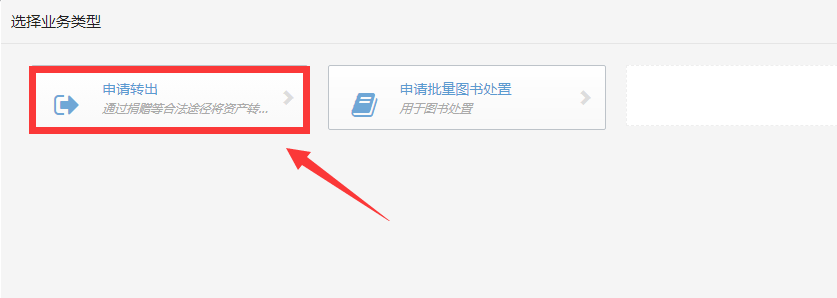 选择业务类型
申请转出
通过捐赠等合法途径将资产转...
申请批量图书处置
用于图书处置